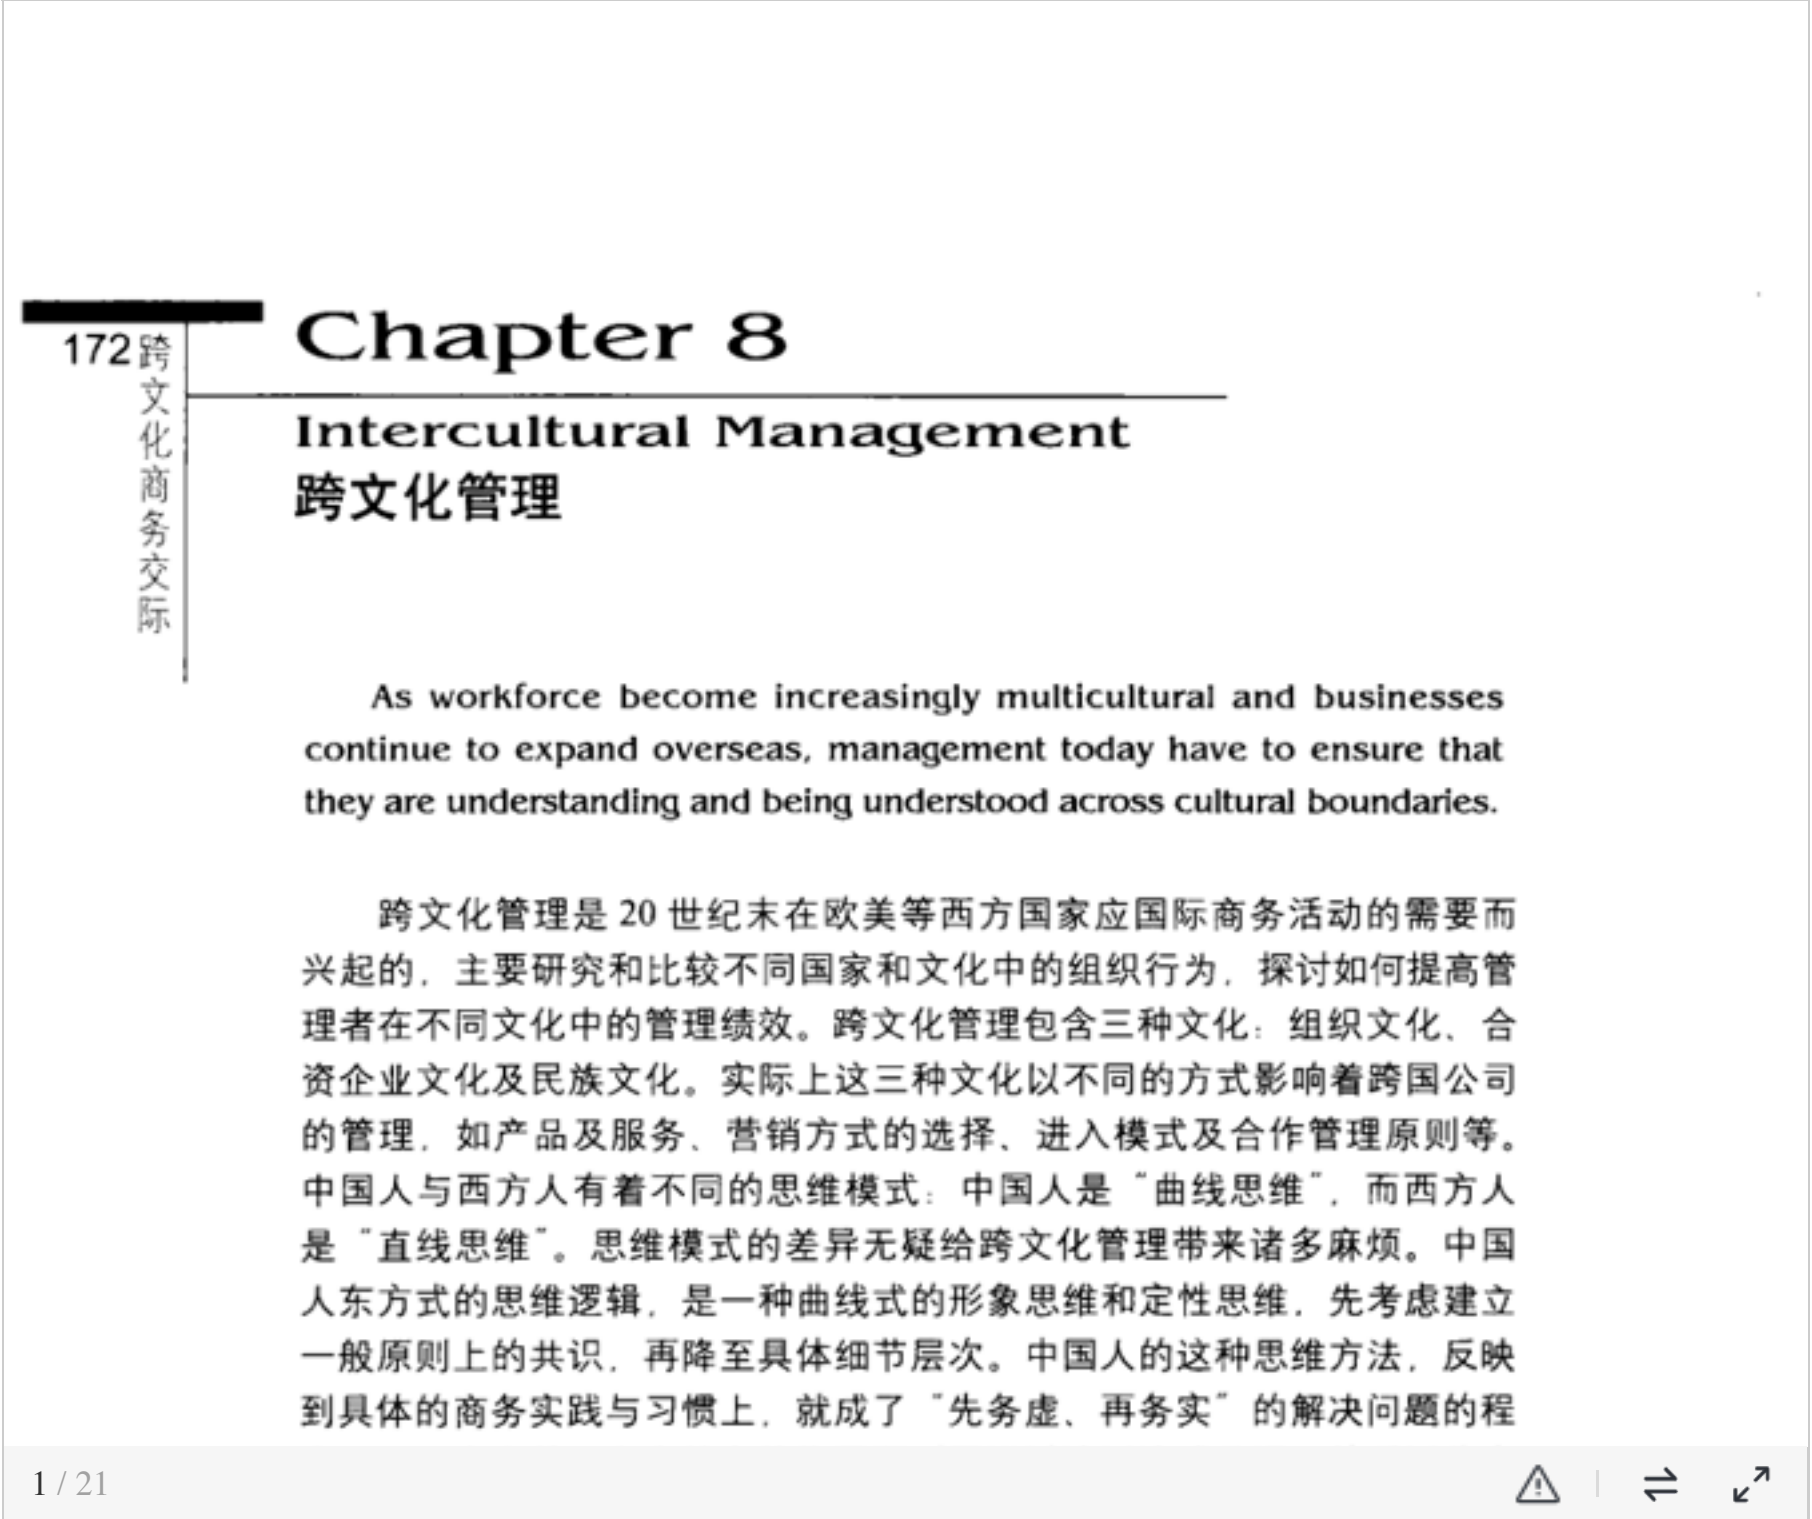 Chapter 8
172
跨文化商务交际
Intercultural Management
跨文化管理
As workforce become increasingly multicultural and businesses
continue to expand overseas, management today have to ensure that
they are understanding and being understood across cultural boundaries.
跨文化管理是 20 世纪末在欧美等西方国家应国际商务活动的需要而
兴起的，主要研究和比较不同国家和文化中的组织行为，探讨如何提高管
理者在不同文化中的管理绩效。跨文化管理包含三种文化：组织文化、合
资企业文化及民族文化。实际上这三种文化以不同的方式影响着跨国公司
的管理，如产品及服务、营销方式的选择、进入模式及合作管理原则等。
中国人与西方人有着不同的思维模式：中国人是“曲线思维”，而西方人
是“直线思维”。思维模式的差异无疑给跨文化管理带来诸多麻烦。中国
人东方式的思维逻辑，是一种曲线式的形象思维和定性思维，先考虑建立
一般原则上的共识，再降至具体细节层次。中国人的这种思维方法，反映
到具体的商务实践与习惯上，就成了“先务虚、再务实”的解决问题的程
1 / 21